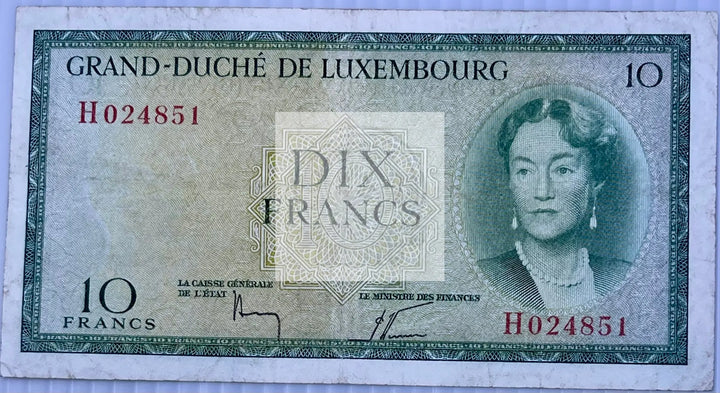 GRAND-DUCHÉ DE LUXEMBOURG 10
H024851
DIX
FRANCS
LA CAISSE GÉNÉRALE
DE L'ÉTAT
LE MINISTRE DES FINANCES
10
FRANCS
H024851